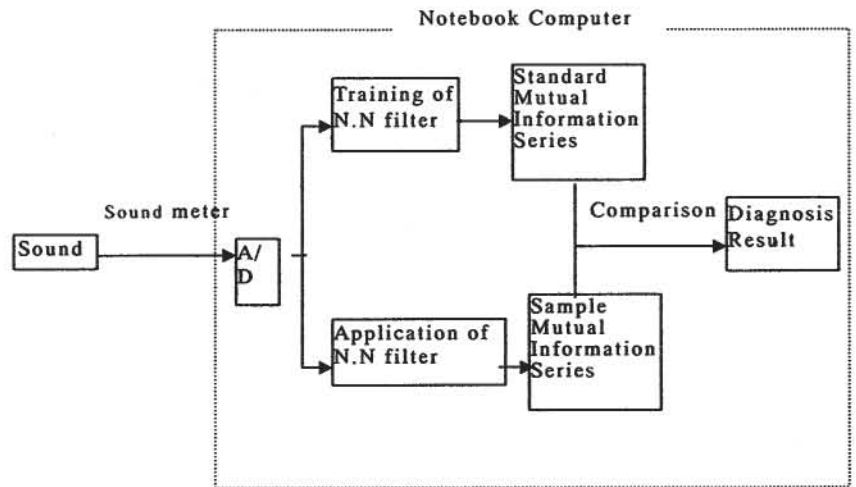 Notebook Computer
Training of
N.N filter
Standard
Mutual
Information
Series
Sound meter
Sound
A/
D
Comparison
Diagnosis
Result
Application of
N.N filter
Sample
Mutual
Information
Series